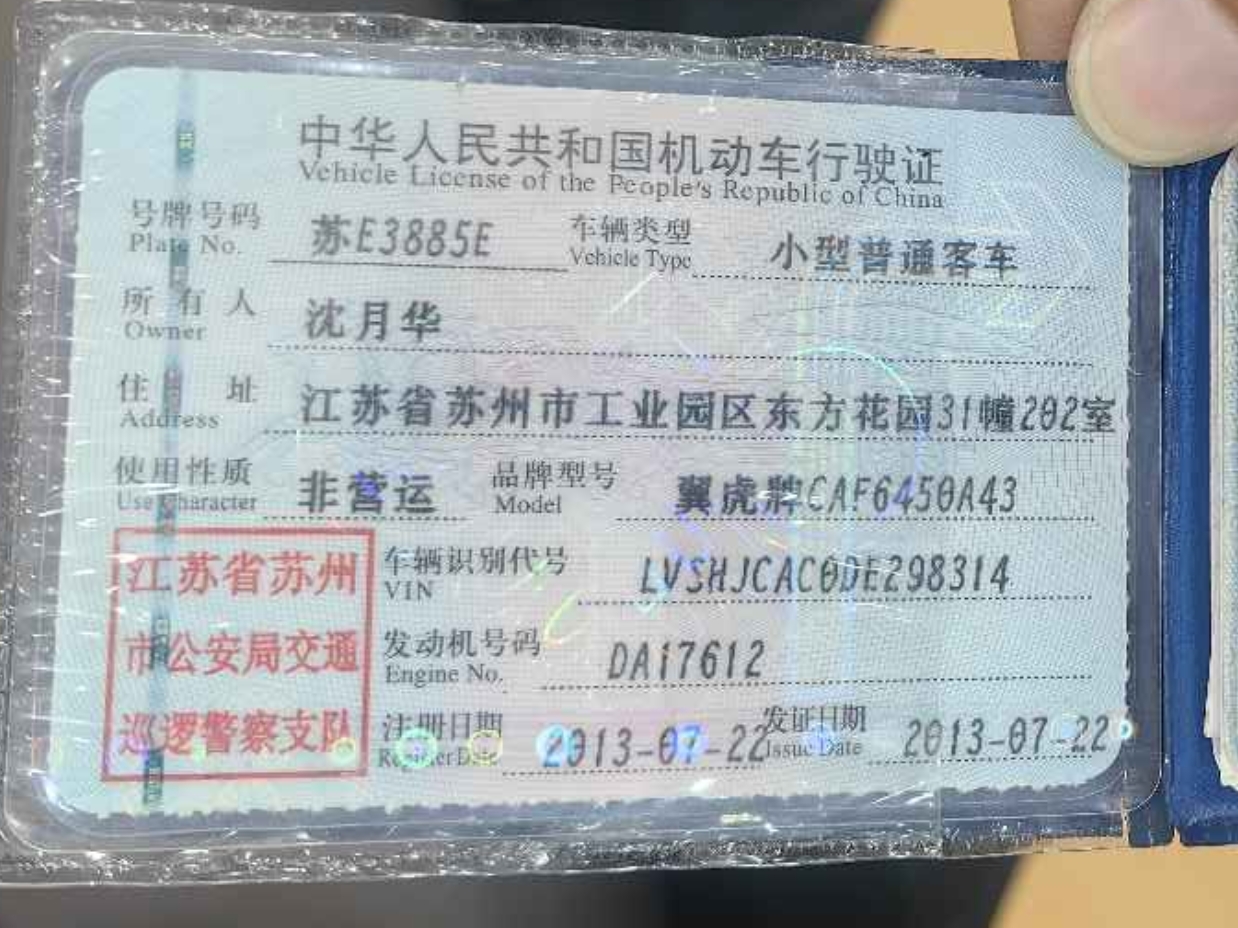 中华人民共和国机动车行驶证
Vehicle License of the People's Republic of China
号牌号码 苏E3885E 车辆类型 小型普通客车
Plate No. Vehicle Type
所有人 沈月华
Owner
住址 江苏省苏州市工业园区东方花园31幢202室
Address
使用性质 非营运 品牌型号 翼虎牌CAF6450A43
Use Character Model
江苏省苏州
市公安局交通
巡逻警察支队
车辆识别代号 LVSHJCAC0DE298314
VIN
发动机号码 DA17612
Engine No.
注册日期 2013-07-22 发证日期 2013-07-22
Register Date Issue Date